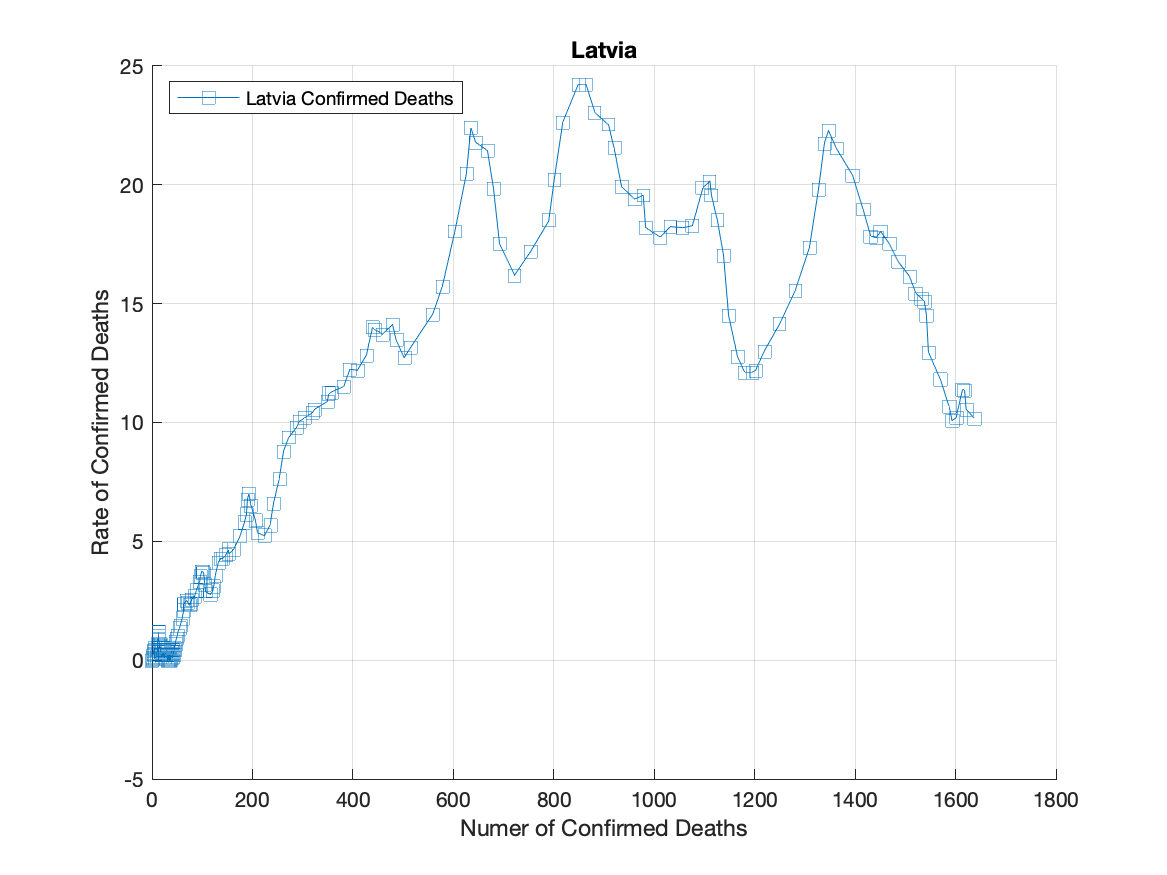 Latvia
25
Latvia Confirmed Deaths
20
15
10
5
0
-5
Rate of Confirmed Deaths
0 200 400 600 800 1000 1200 1400 1600 1800
Numer of Confirmed Deaths